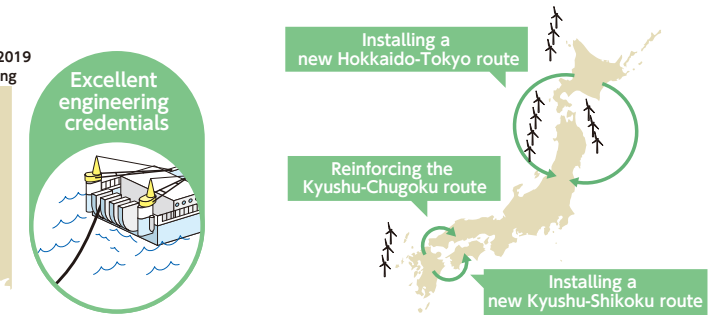 2019
ng
Excellent
engineering
credentials
Installing a
new Hokkaido-Tokyo route
Reinforcing the
Kyushu-Chugoku route
Installing a
new Kyushu-Shikoku route